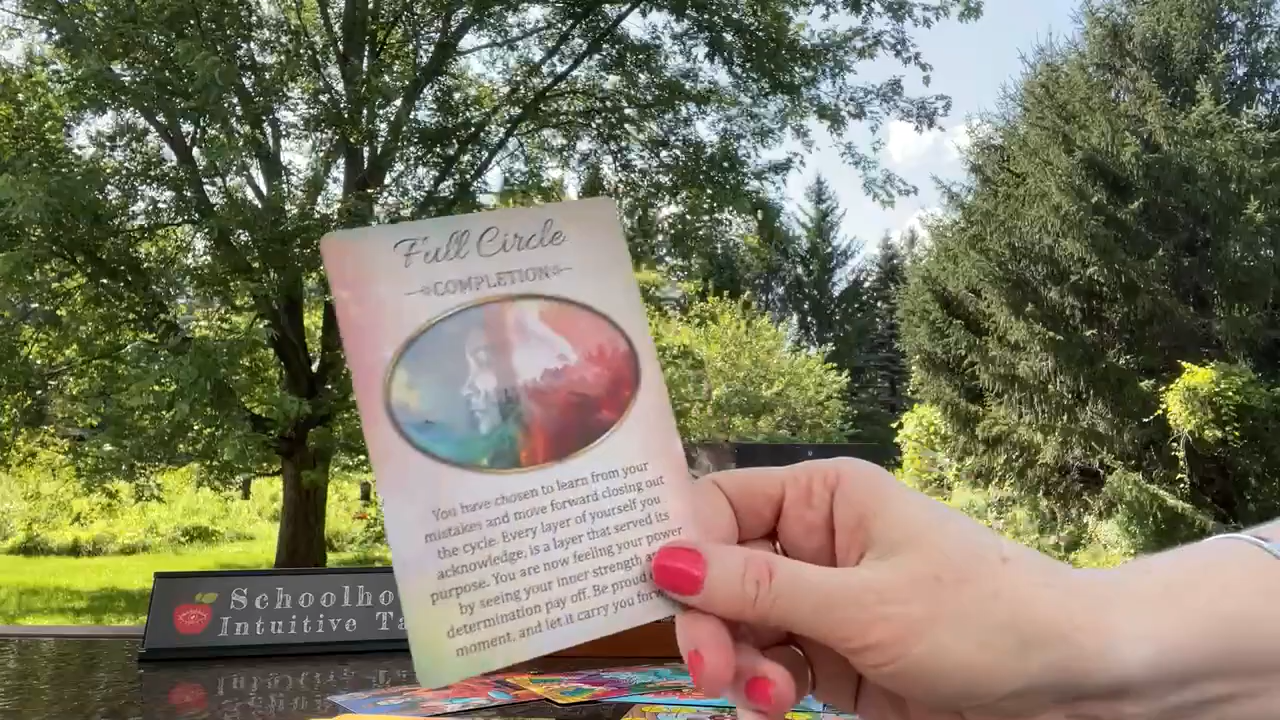 Full Circle
COMPLETION
You have chosen to learn from your
mistakes and move forward closing out
the cycle. Every layer of yourself you
acknowledge, is a layer that served its
purpose. You are now feeling your power
by seeing your inner strength
determination pay off. Be proud
moment, and let it carry you
Schoolho
Intuitive Ta